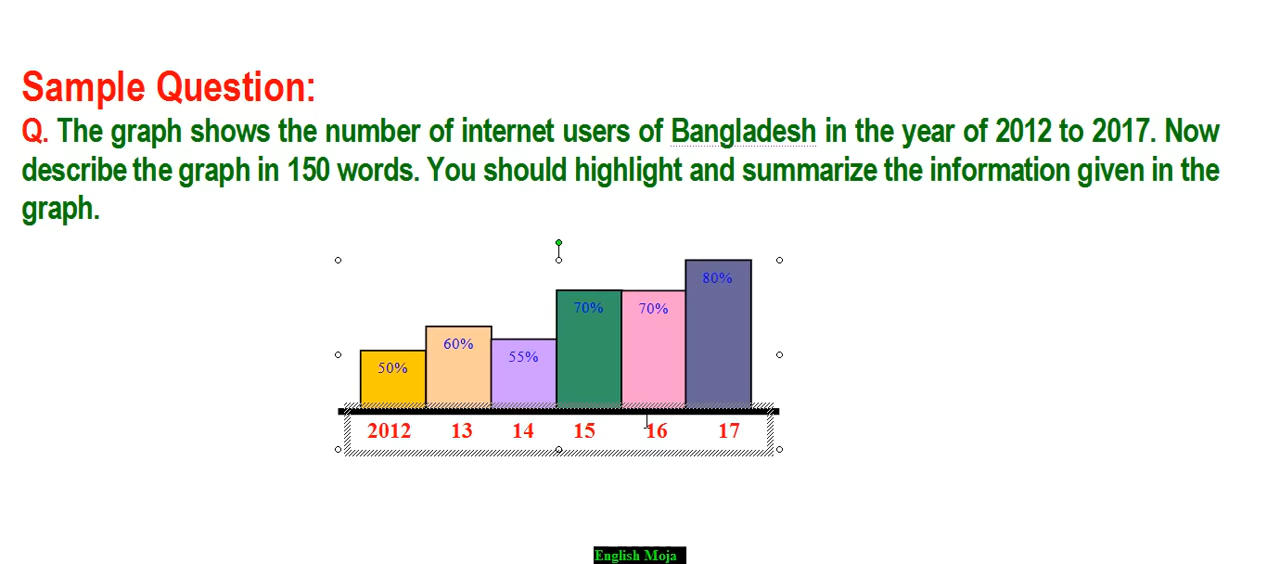 Sample Question:
Q. The graph shows the number of internet users of Bangladesh in the year of 2012 to 2017. Now
describe the graph in 150 words. You should highlight and summarize the information given in the
graph.
80%
70% 70%
60%
55%
50%
2012 13 14 15 16 17
English Moja